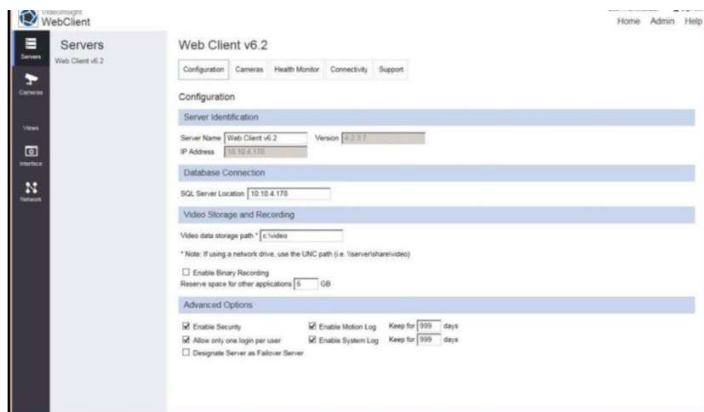 VideoInsight
WebClient
Home Admin Help
Servers
Cameras
Views
Interface
Network
Servers
Web Client v6.2
Web Client v6.2
Configuration Cameras Health Monitor Connectivity Support
Configuration
Server Identification
Server Name Web Client v6.2 Version
IP Address 10.10.4.178
Database Connection
SQL Server Location 10.10.4.178
Video Storage and Recording
Video data storage path * c:\video
* Note: If using a network drive, use the UNC path (i.e. \\server\share\video)
Enable Binary Recording
Reserve space for other applications 5 GB
Advanced Options
Enable Security Enable Motion Log Keep for 999 days
Allow only one login per user Enable System Log Keep for 999 days
Designate Server as Failover Server